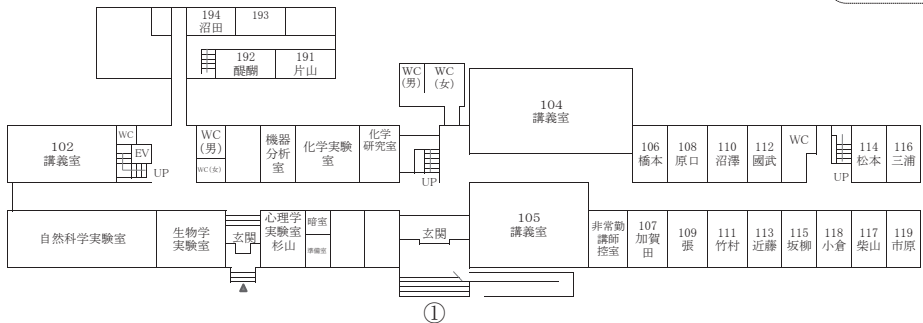 194
沼田
193
192
醍醐
191
片山
WC
(男)
WC
(女)
104
講義室
102
講義室
WC
EV
UP
WC
(男)
WC(女)
機器
分析
室
化学実験
室
化学
研究室
UP
106
橋本
108
原口
110
沼澤
112
國武
WC
UP
114
松本
116
三浦
自然科学実験室
生物学
実験室
玄関
心理学
実験室
杉山
暗室
準備室
玄関
105
講義室
非常勤
講師
控室
107
加賀
田
109
張
111
竹村
113
近藤
115
坂柳
118
小倉
117
柴山
119
市原
①